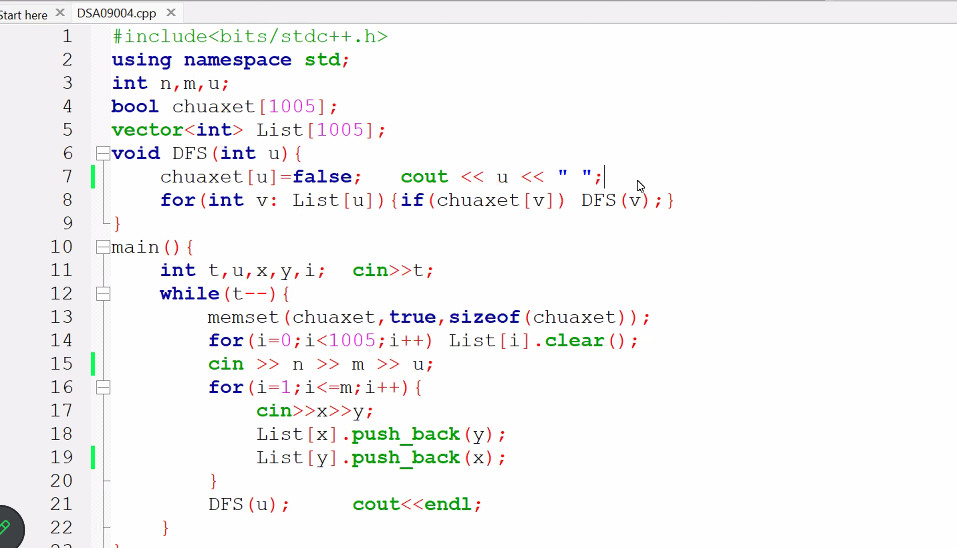 Start here × DSA09004.cpp ×
1 #include<bits/stdc++.h>
2 using namespace std;
3 int n,m,u;
4 bool chuaxet[1005];
5 vector<int> List[1005];
6 void DFS(int u){
7 chuaxet[u]=false; cout << u << " ";
8 for(int v: List[u]){if(chuaxet[v]) DFS(v);}
9 }
10 main(){
11 int t,u,x,y,i; cin>>t;
12 while(t--){
13 memset(chuaxet,true,sizeof(chuaxet));
14 for(i=0;i<1005;i++) List[i].clear();
15 cin >> n >> m >> u;
16 for(i=1;i<=m;i++){
17 cin>>x>>y;
18 List[x].push_back(y);
19 List[y].push_back(x);
20 }
21 DFS(u); cout<<endl;
22 }